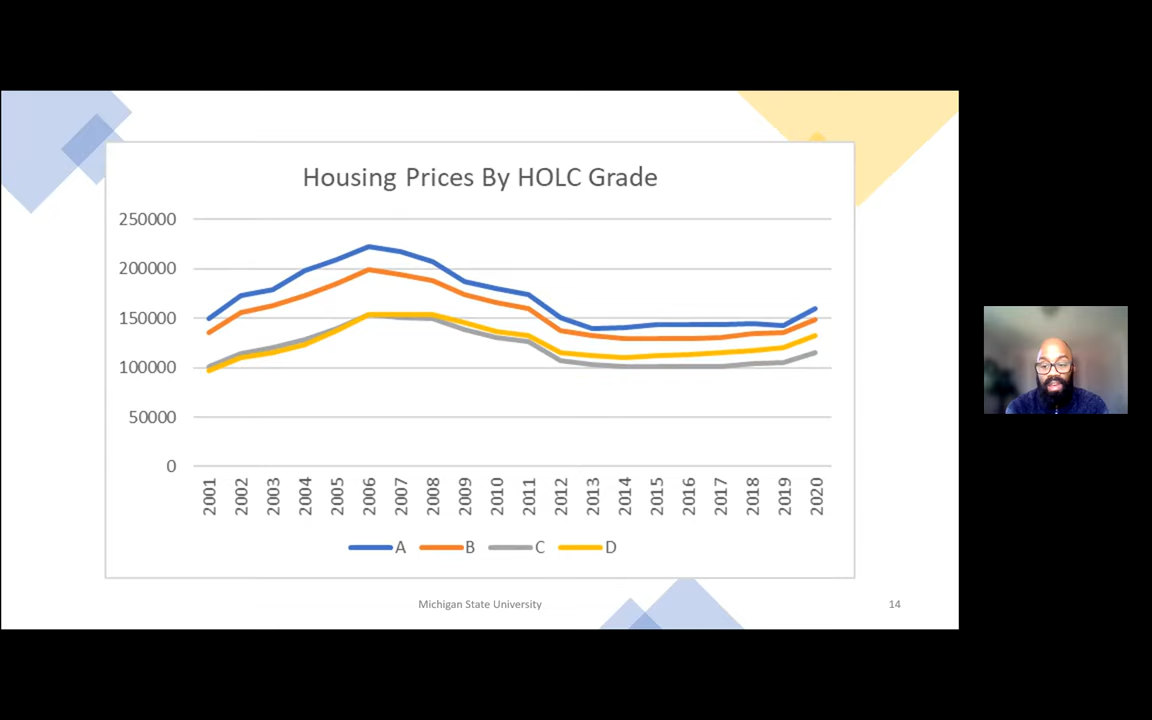 Housing Prices By HOLC Grade
250000
200000
150000
100000
50000
0
2001 2002 2003 2004 2005 2006 2007 2008 2009 2010 2011 2012 2013 2014 2015 2016 2017 2018 2019 2020
A B C D
Michigan State University 14